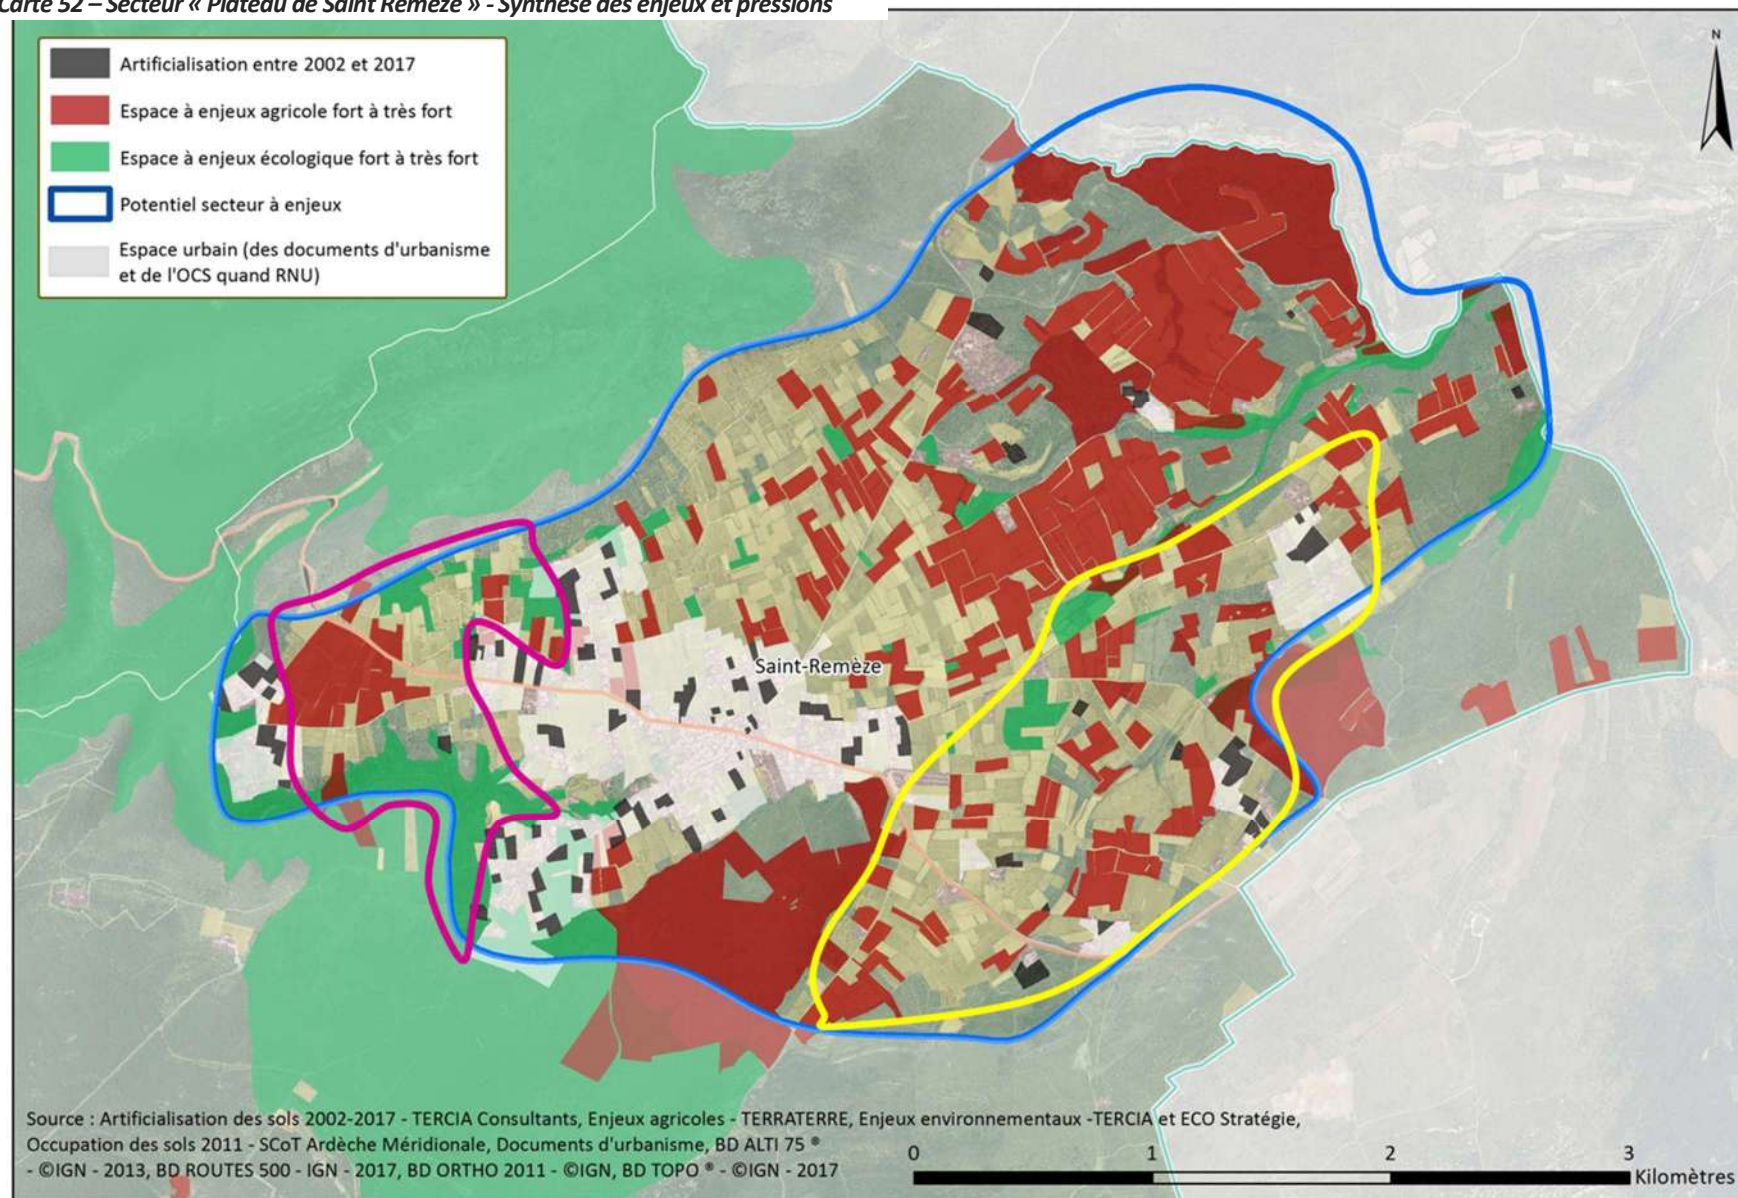 Carte 52 – Secteur « Plateau de Saint Remèze » - Synthèse des enjeux et pressions
N
Artificialisation entre 2002 et 2017
Espace à enjeux agricole fort à très fort
Espace à enjeux écologique fort à très fort
Potentiel secteur à enjeux
Espace urbain (des documents d'urbanisme
et de l'OCS quand RNU)
Saint-Remèze
Source : Artificialisation des sols 2002-2017 - TERCIA Consultants, Enjeux agricoles - TERRATERRE, Enjeux environnementaux -TERCIA et ECO Stratégie,
Occupation des sols 2011 - SCoT Ardèche Méridionale, Documents d'urbanisme, BD ALTI 75 ®
- ©IGN - 2013, BD ROUTES 500 - IGN - 2017, BD ORTHO 2011 - ©IGN, BD TOPO ® - ©IGN - 2017
0 1 2 3
Kilomètres